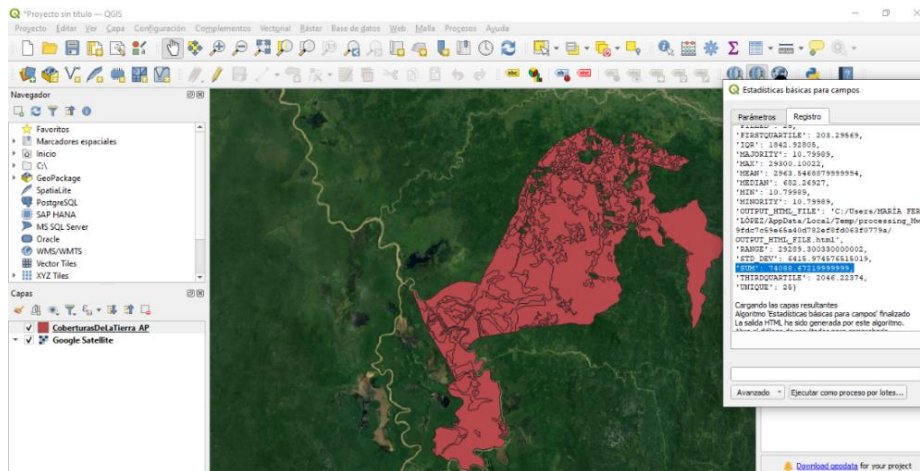 *Proyecto sin título — QGIS
Proyecto Editar Ver Capa Configuración Complementos Vectorial Ráster Base de datos Web Malla Procesos Ayuda
Navegador
Favoritos
Marcadores espaciales
Inicio
C:\
GeoPackage
SpatiaLite
PostgreSQL
SAP HANA
MS SQL Server
Oracle
WMS/WMTS
Vector Tiles
XYZ Tiles
Capas
CoberturasDeLaTierra AP
Google Satellite
Estadísticas básicas para campos
Parámetros Registro
'FIRSTQUARTILE': 203.29569,
'IQR': 1842.92805,
'MAJORITY': 10.79989,
'MAX': 29300.10022,
'MEAN': 2963.5468879999994,
'MEDIAN': 682.26927,
'MIN': 10.79989,
'MINORITY': 10.79989,
'OUTPUT_HTML_FILE': 'C:/Users/MARÍA FER
LÓPEZ/AppData/Local/Temp/processing_
OUTPUT_HTML_FILE.html',
'RANGE': 29289.300330000002,
'STD_DEV': 6415.974576515019,
'SUM': 74088.67219999999,
'THIRDQUARTILE': 2046.22374,
'UNIQUE': 25}
Cargando las capas resultantes
Algoritmo 'Estadísticas básicas para campos' finalizado
La salida HTML ha sido generada por este algoritmo.
Avanzado Ejecutar como proceso por lotes...
Download geodata for your project